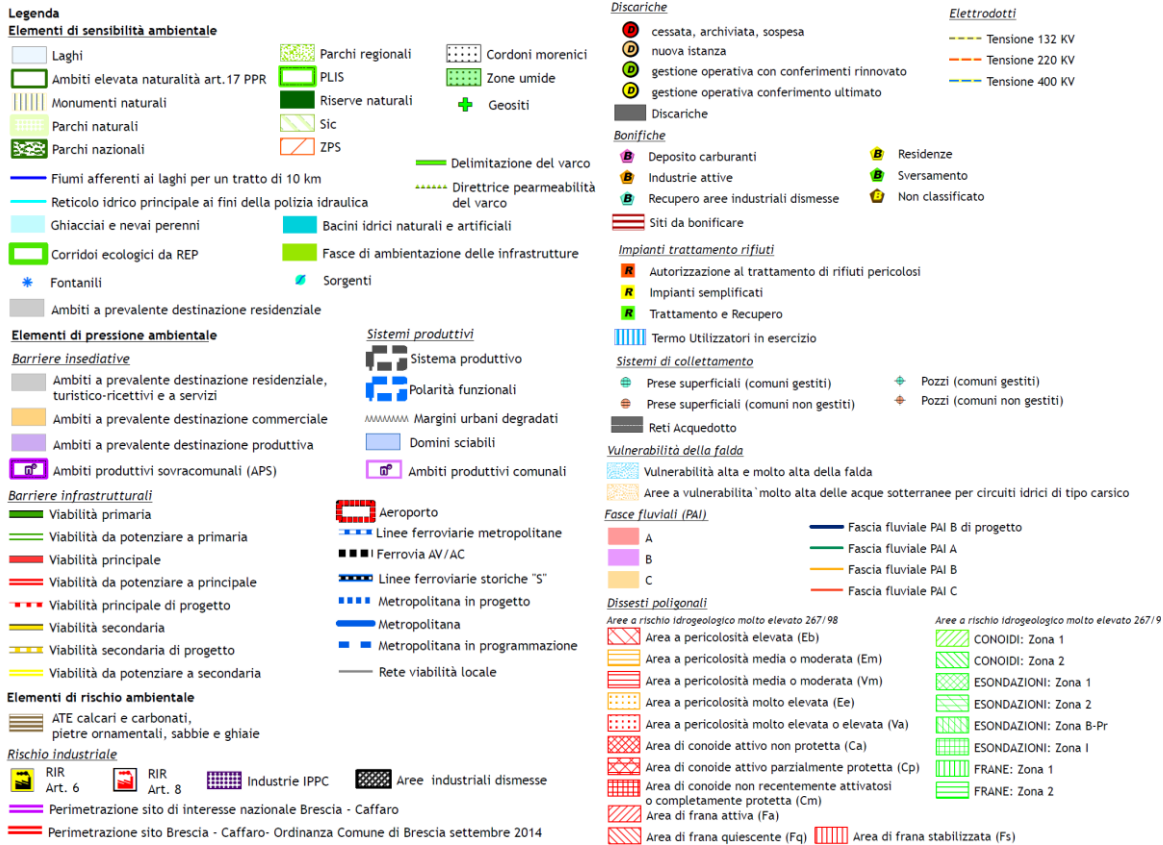 Legenda
Elementi di sensibilità ambientale
Laghi
Ambiti elevata naturalità art.17 PPR
Monumenti naturali
Parchi naturali
Parchi nazionali
Parchi regionali
PLIS
Riserve naturali
Sic
ZPS
Cordoni morenici
Zone umide
Geositi
Fiumi afferenti ai laghi per un tratto di 10 km
Reticolo idrico principale ai fini della polizia idraulica
Delimitazione del varco
Direttrice pearmeabilità
del varco
Ghiacciai e nevai perenni
Bacini idrici naturali e artificiali
Corridoi ecologici da REP
Fasce di ambientazione delle infrastrutture
Fontanili
Sorgenti
Ambiti a prevalente destinazione residenziale
Elementi di pressione ambientale
Barriere insediative
Ambiti a prevalente destinazione residenziale,
turistico-ricettivi e a servizi
Ambiti a prevalente destinazione commerciale
Ambiti a prevalente destinazione produttiva
Ambiti produttivi sovracomunali (APS)
Sistemi produttivi
Sistema produttivo
Polarità funzionali
Margini urbani degradati
Domini sciabili
Ambiti produttivi comunali
Barriere infrastrutturali
Viabilità primaria
Viabilità da potenziare a primaria
Viabilità principale
Viabilità da potenziare a principale
Viabilità principale di progetto
Viabilità secondaria
Viabilità secondaria di progetto
Viabilità da potenziare a secondaria
Aeroporto
Linee ferroviarie metropolitane
Ferrovia AV/AC
Linee ferroviarie storiche "S"
Metropolitana in progetto
Metropolitana
Metropolitana in programmazione
Rete viabilità locale
Elementi di rischio ambientale
ATE calcari e carbonati,
pietre ornamentali, sabbie e ghiaie
Rischio industriale
RIR
Art. 6
RIR
Art. 8
Industrie IPPC
Aree industriali dismesse
Perimetrazione sito di interesse nazionale Brescia - Caffaro
Perimetrazione sito Brescia - Caffaro- Ordinanza Comune di Brescia settembre 2014
Discariche
D cessata, archiviata, sospesa
D nuova istanza
D gestione operativa con conferimenti rinnovato
D gestione operativa conferimento ultimato
Discariche
Elettrodotti
Tensione 132 KV
Tensione 220 KV
Tensione 400 KV
Bonifiche
B Deposito carburanti
B Industrie attive
B Recupero aree industriali dismesse
B Residenze
B Sversamento
B Non classificato
Siti da bonificare
Impianti trattamento rifiuti
R Autorizzazione al trattamento di rifiuti pericolosi
R Impianti semplificati
R Trattamento e Recupero
Termo Utilizzatori in esercizio
Sistemi di collettamento
Prese superficiali (comuni gestiti)
Prese superficiali (comuni non gestiti)
Pozzi (comuni gestiti)
Pozzi (comuni non gestiti)
Reti Acquedotto
Vulnerabilità della falda
Vulnerabilità alta e molto alta della falda
Aree a vulnerabilita`molto alta delle acque sotterranee per circuiti idrici di tipo carsico
Fasce fluviali (PAI)
A
B
C
Fascia fluviale PAI B di progetto
Fascia fluviale PAI A
Fascia fluviale PAI B
Fascia fluviale PAI C
Dissesti poligonali
Aree a rischio idrogeologico molto elevato 267/98
Area a pericolosità elevata (Eb)
Area a pericolosità media o moderata (Em)
Area a pericolosità media o moderata (Vm)
Area a pericolosità molto elevata (Ee)
Area a pericolosità molto elevata o elevata (Va)
Area di conoide attivo non protetta (Ca)
Area di conoide attivo parzialmente protetta (Cp)
Area di conoide non recentemente attivatosi
o completamente protetta (Cm)
Area di frana attiva (Fa)
Area di frana quiescente (Fq)
Area di frana stabilizzata (Fs)
Aree a rischio idrogeologico molto elevato 267/9
CONOIDI: Zona 1
CONOIDI: Zona 2
ESONDAZIONI: Zona 1
ESONDAZIONI: Zona 2
ESONDAZIONI: Zona B-Pr
ESONDAZIONI: Zona I
FRANE: Zona 1
FRANE: Zona 2